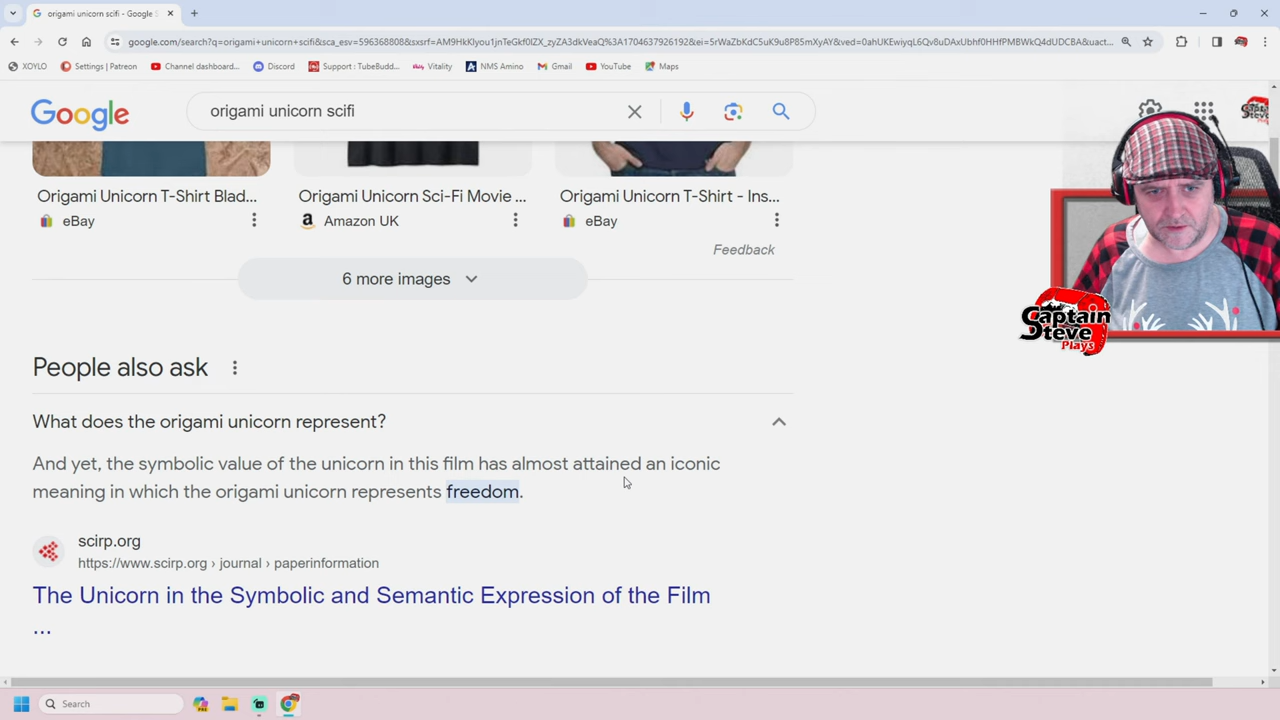 origami unicorn scifi - Google S
google.com/search?q=origami+unicorn+scifi&sca_esv=596368808&sxsrf=AM9HkKlyou1jnTeGkf0lZX_zyZA3dkVeaQ%3A1704637926192&ei=5rWaZbKdC5uK9u8P85mXyAY&ved=0ahUKEwiyqL6Qv8uDAxUbhf0HHfPMBWkQ4dUDCBA&uact...
XOYLO Settings | Patreon Channel dashboard... Discord Support : TubeBudd... Vitality NMS Amino Gmail YouTube Maps
Google
origami unicorn scifi
Origami Unicorn T-Shirt Blad... Origami Unicorn Sci-Fi Movie ... Origami Unicorn T-Shirt - Ins...
eBay Amazon UK eBay
Feedback
6 more images
Captain
Steve
Plays
People also ask
What does the origami unicorn represent?
And yet, the symbolic value of the unicorn in this film has almost attained an iconic
meaning in which the origami unicorn represents freedom.
scirp.org
https://www.scirp.org › journal › paperinformation
The Unicorn in the Symbolic and Semantic Expression of the Film
...
Search